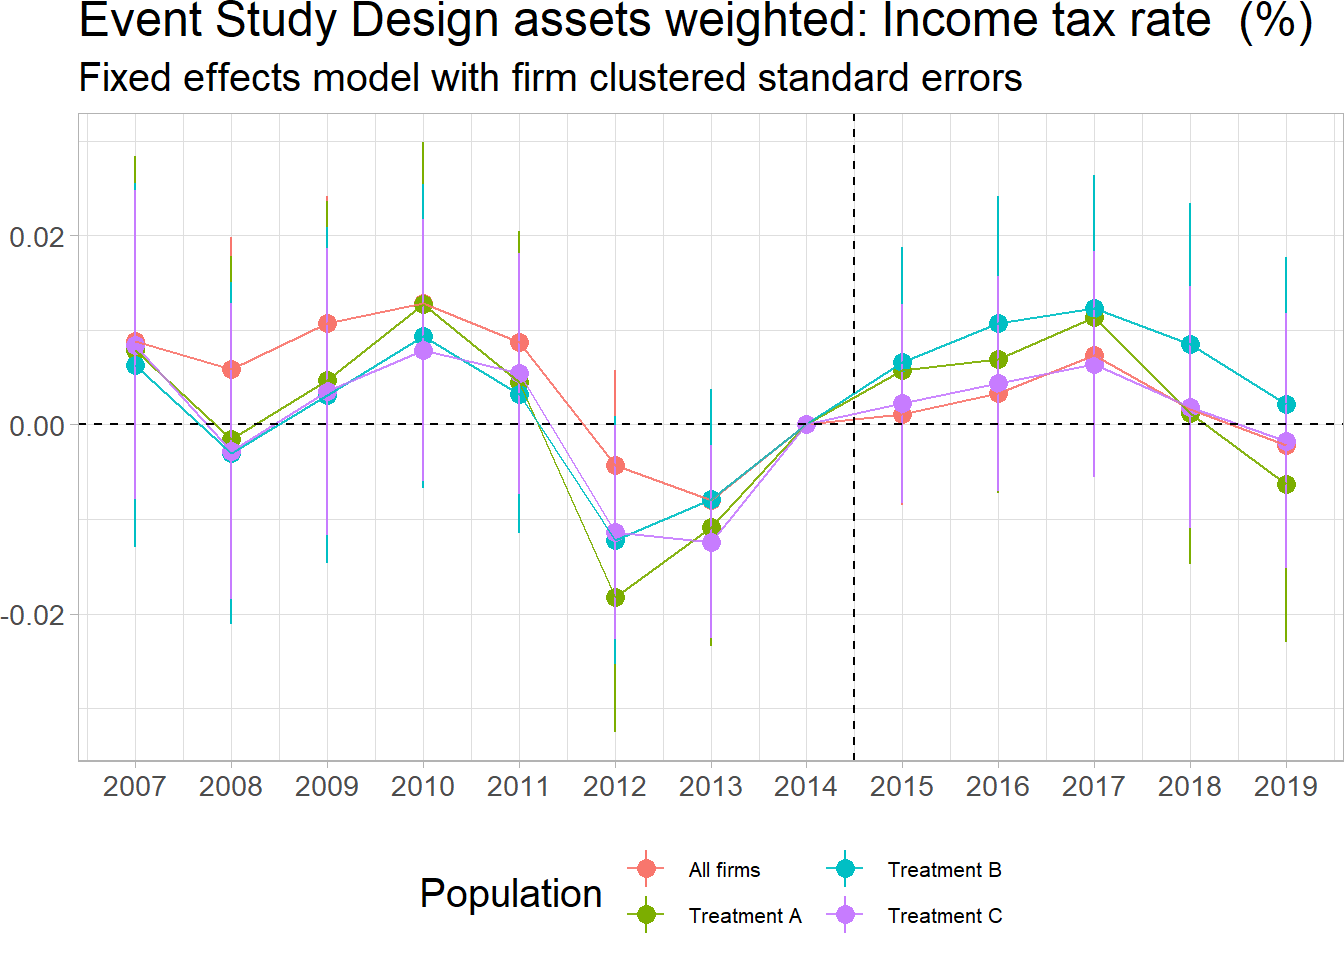 Event Study Design assets weighted: Income tax rate  (%)
Fixed effects model with firm clustered standard errors
0.02
0.00
-0.02
2007 2008 2009 2010 2011 2012 2013 2014 2015 2016 2017 2018 2019
Population
All firms
Treatment A
Treatment B
Treatment C